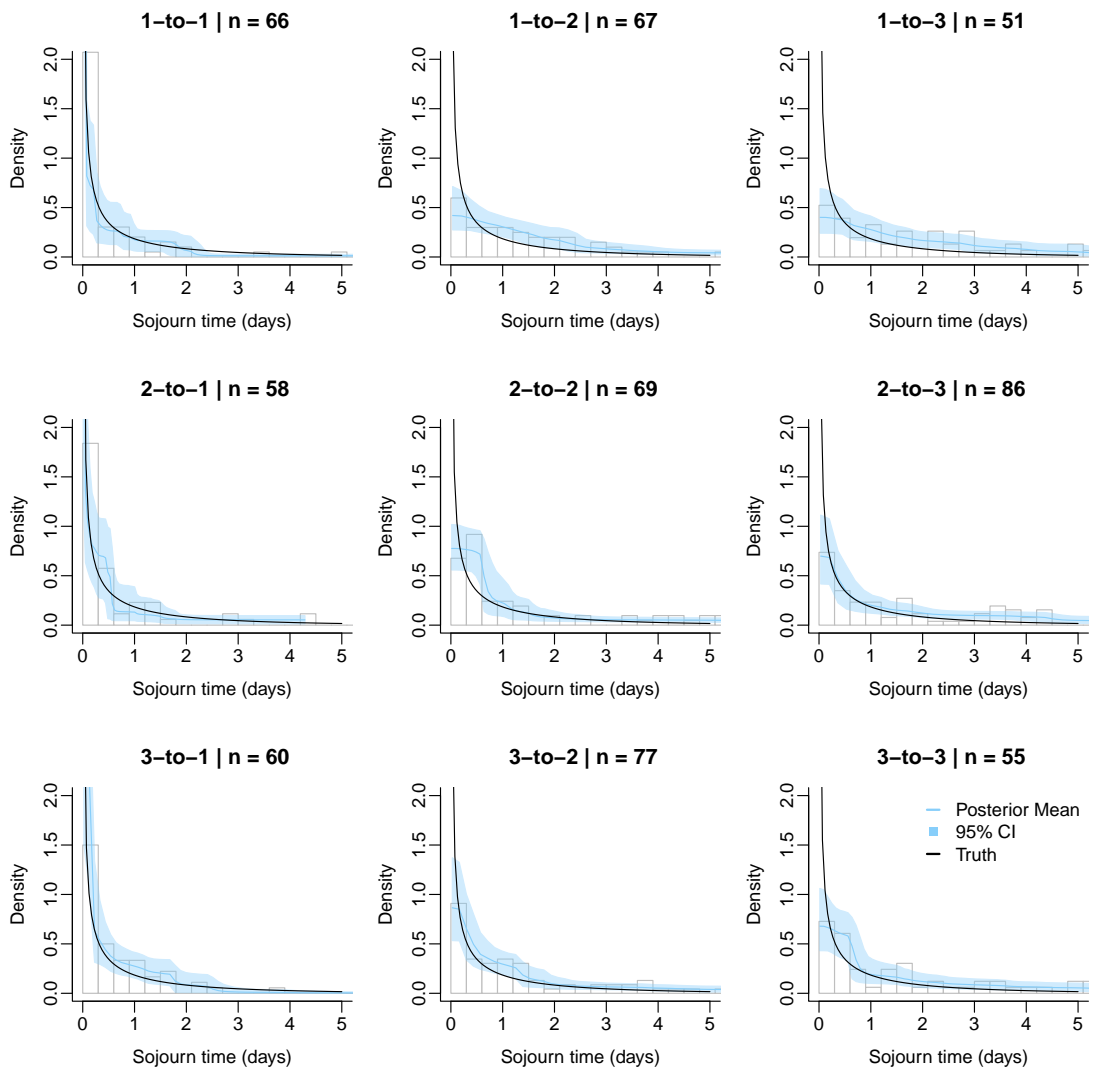 1−to−1 | n = 66
1−to−2 | n = 67
1−to−3 | n = 51
Density
0.0 0.5 1.0 1.5 2.0
0 1 2 3 4 5
Sojourn time (days)
Density
0.0 0.5 1.0 1.5 2.0
0 1 2 3 4 5
Sojourn time (days)
Density
0.0 0.5 1.0 1.5 2.0
0 1 2 3 4 5
Sojourn time (days)
2−to−1 | n = 58
2−to−2 | n = 69
2−to−3 | n = 86
Density
0.0 0.5 1.0 1.5 2.0
0 1 2 3 4 5
Sojourn time (days)
Density
0.0 0.5 1.0 1.5 2.0
0 1 2 3 4 5
Sojourn time (days)
Density
0.0 0.5 1.0 1.5 2.0
0 1 2 3 4 5
Sojourn time (days)
3−to−1 | n = 60
3−to−2 | n = 77
3−to−3 | n = 55
Density
0.0 0.5 1.0 1.5 2.0
0 1 2 3 4 5
Sojourn time (days)
Density
0.0 0.5 1.0 1.5 2.0
0 1 2 3 4 5
Sojourn time (days)
Density
0.0 0.5 1.0 1.5 2.0
0 1 2 3 4 5
Sojourn time (days)
Posterior Mean
95% CI
Truth